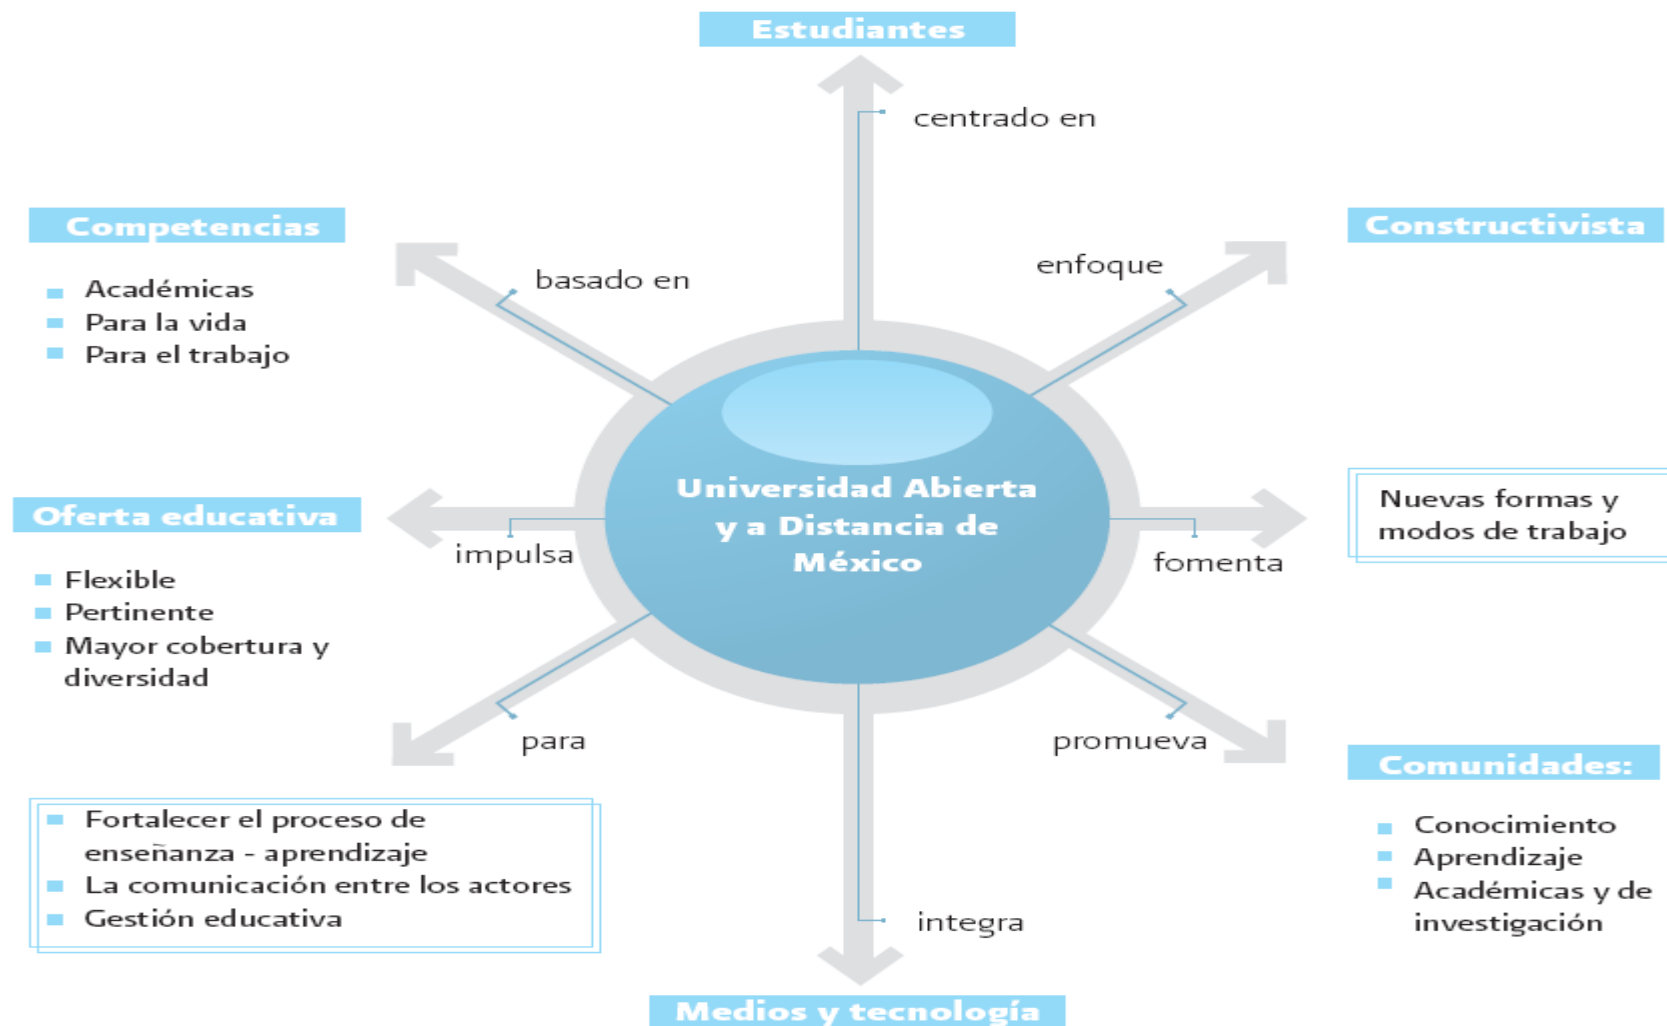 Estudiantes
centrado en
Competencias
Académicas
Para la vida
Para el trabajo
basado en
enfoque
Constructivista
Universidad Abierta
y a Distancia de
México
Oferta educativa
Flexible
Pertinente
Mayor cobertura y
diversidad
impulsa
fomenta
Nuevas formas y
modos de trabajo
para
Fortalecer el proceso de
enseñanza - aprendizaje
La comunicación entre los actores
Gestión educativa
promueva
Comunidades:
Conocimiento
Aprendizaje
Académicas y de
investigación
integra
Medios y tecnología